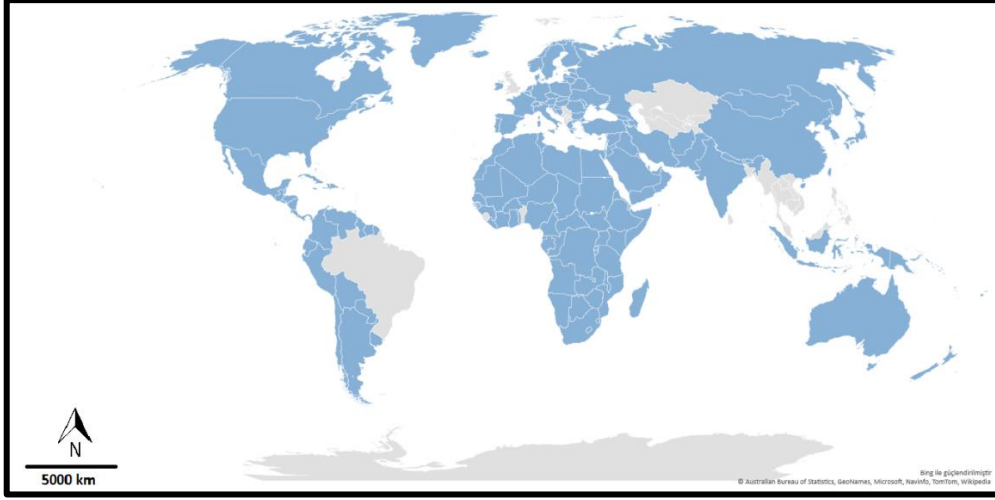 N
5000 km
Bing ile güçlendirilmiştir
© Australian Bureau of Statistics, GeoNames, Microsoft, Navinfo, TomTom, Wikipedia